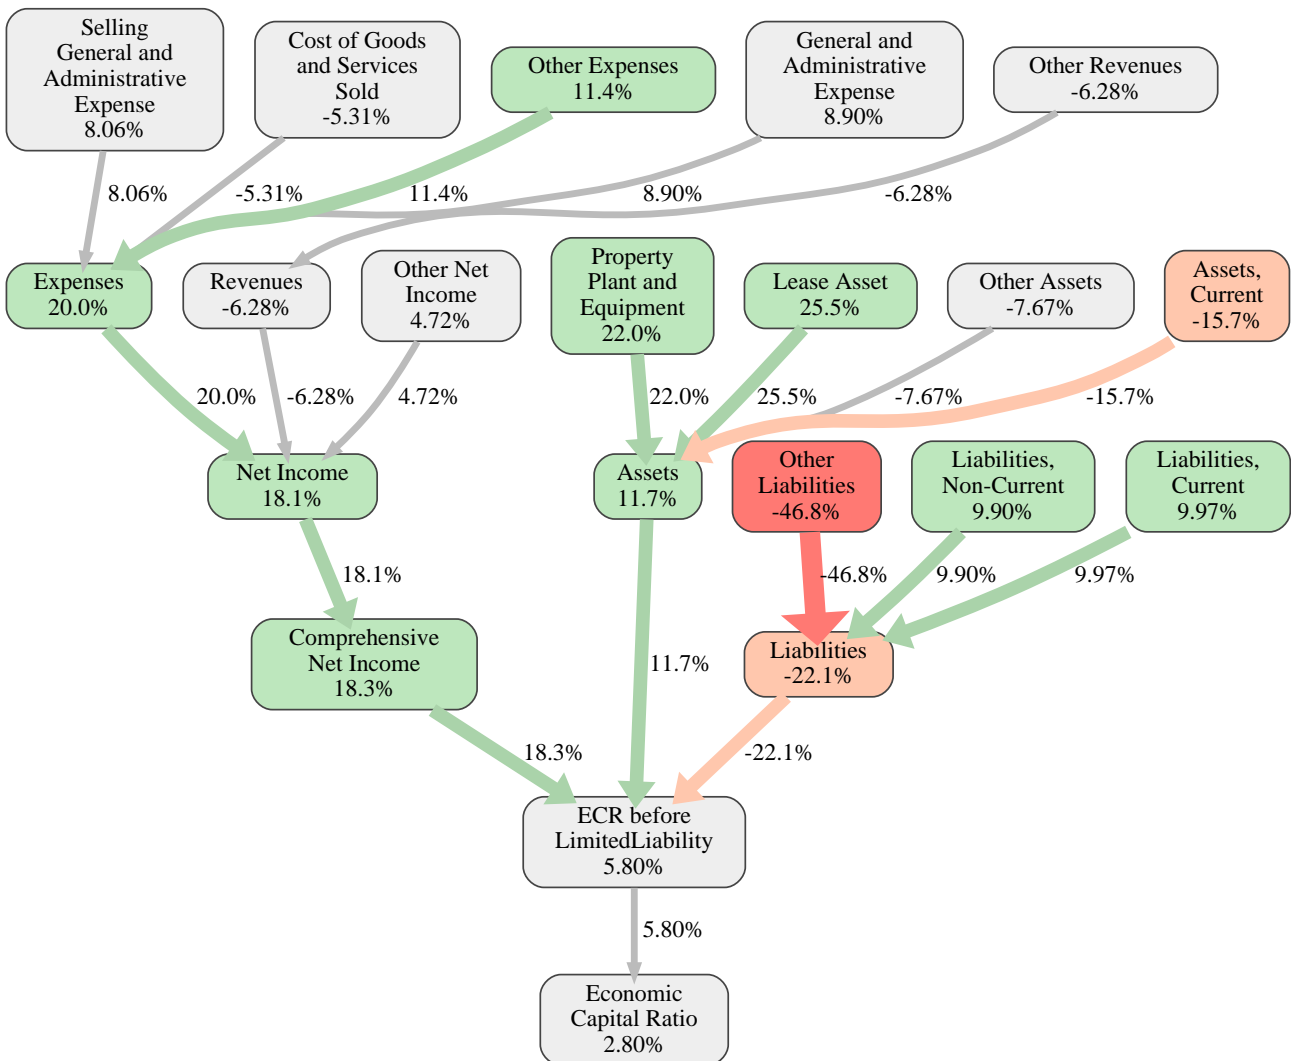 Selling
General and
Administrative
Expense
8.06%
Cost of Goods
and Services
Sold
-5.31%
Other Expenses
11.4%
General and
Administrative
Expense
8.90%
Other Revenues
-6.28%
8.06%
-5.31%
11.4%
8.90%
-6.28%
Expenses
20.0%
Revenues
-6.28%
Other Net
Income
4.72%
Property
Plant and
Equipment
22.0%
Lease Asset
25.5%
Other Assets
-7.67%
Assets,
Current
-15.7%
20.0%
-6.28%
4.72%
22.0%
25.5%
-7.67%
-15.7%
Net Income
18.1%
Assets
11.7%
Other
Liabilities
-46.8%
Liabilities,
Non-Current
9.90%
Liabilities,
Current
9.97%
18.1%
-46.8%
9.90%
9.97%
Comprehensive
Net Income
18.3%
11.7%
Liabilities
-22.1%
18.3%
-22.1%
ECR before
LimitedLiability
5.80%
5.80%
Economic
Capital Ratio
2.80%